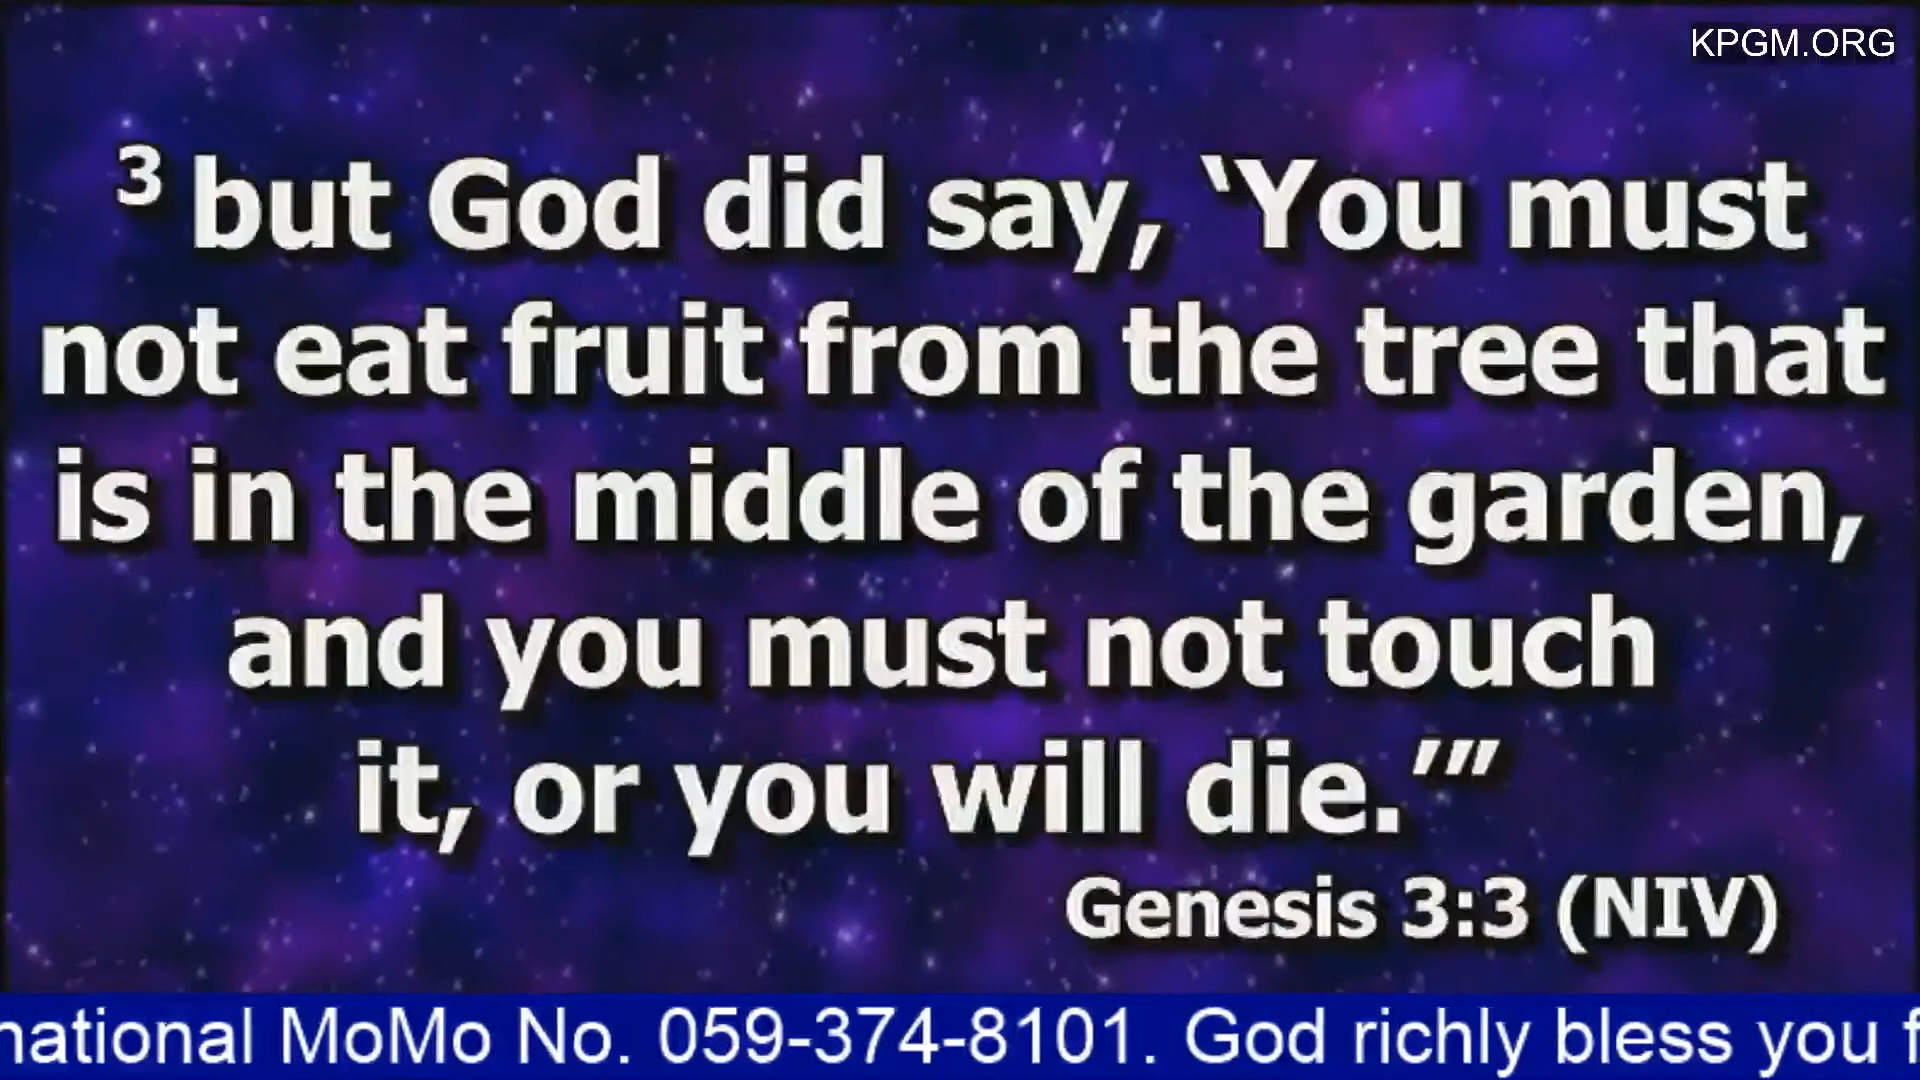 KPGM.ORG
3 but God did say, ‘You must
not eat fruit from the tree that
is in the middle of the garden,
and you must not touch
it, or you will die.’”
Genesis 3:3 (NIV)
national MoMo No. 059-374-8101. God richly bless you f